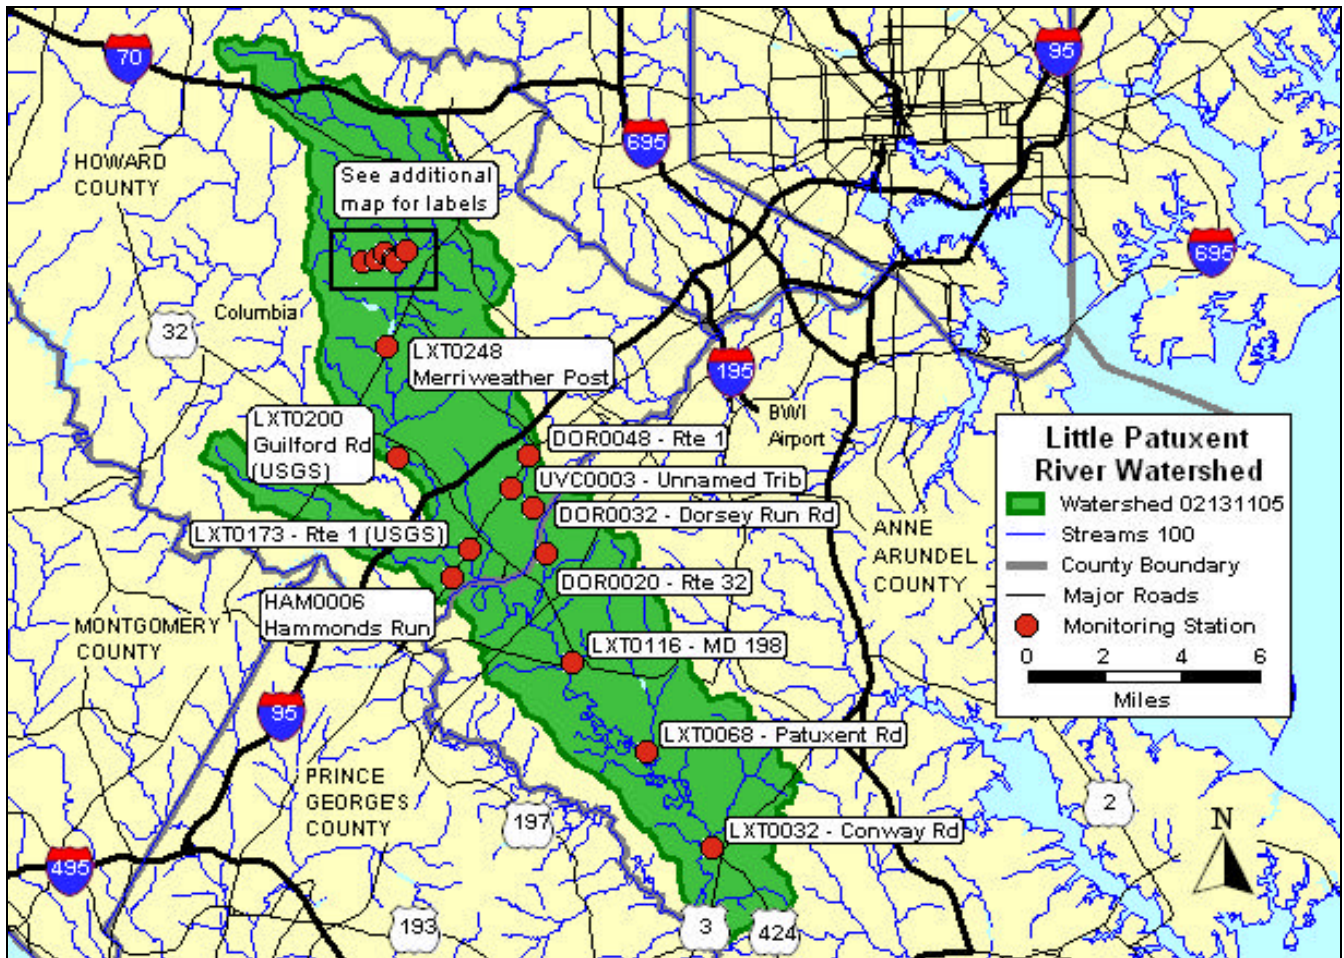 70
95
695
HOWARD
COUNTY
See additional
map for labels
695
Columbia
32
LXT0248
Merriweather Post
195
BWI
Airport
LXT0200
Guilford Rd
(USGS)
DOR0048 - Rte 1
UVC0003 - Unnamed Trib
DOR0032 - Dorsey Run Rd
LXT0173 - Rte 1 (USGS)
DOR0020 - Rte 32
HAM0006
Hammonds Run
ANNE
ARUNDEL
COUNTY
MONTGOMERY
COUNTY
LXT0116 - MD 198
95
LXT0068 - Patuxent Rd
PRINCE
GEORGE'S
COUNTY
197
LXT0032 - Conway Rd
495
193
3
424
2
N
Little Patuxent
River Watershed
Watershed 02131105
Streams 100
County Boundary
Major Roads
Monitoring Station
0 2 4 6
Miles